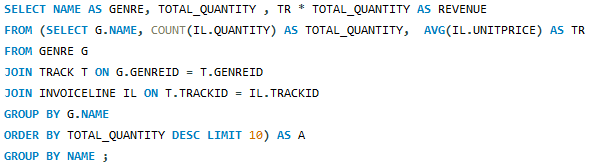 SELECT NAME AS GENRE, TOTAL_QUANTITY , TR * TOTAL_QUANTITY AS REVENUE
FROM (SELECT G.NAME, COUNT(IL.QUANTITY) AS TOTAL_QUANTITY,  AVG(IL.UNITPRICE) AS TR
FROM GENRE G
JOIN TRACK T ON G.GENREID = T.GENREID
JOIN INVOICELINE IL ON T.TRACKID = IL.TRACKID
GROUP BY G.NAME
ORDER BY TOTAL_QUANTITY DESC LIMIT 10) AS A
GROUP BY NAME ;